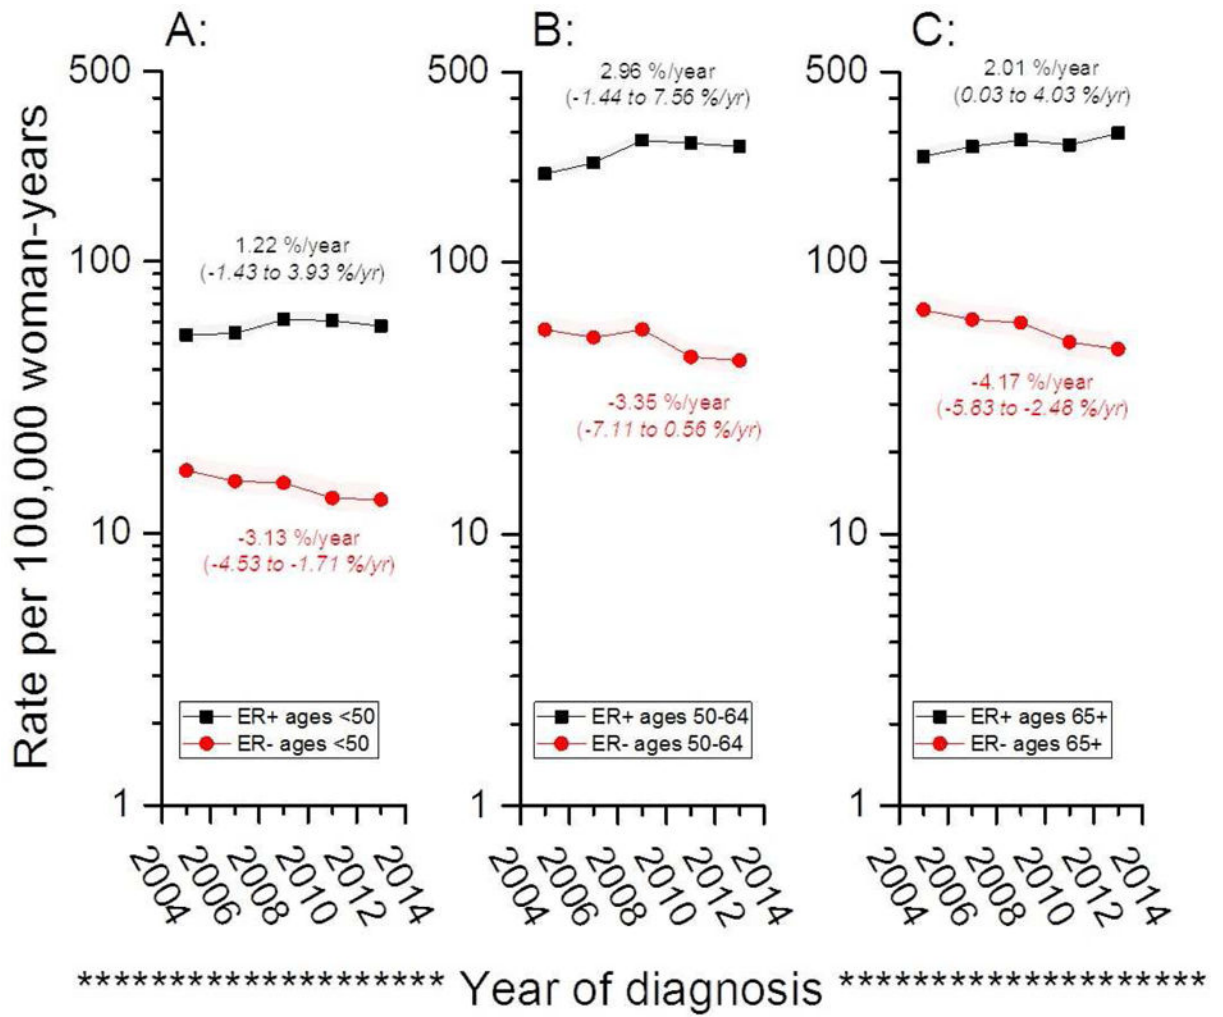 A:
B:
C:
Rate per 100,000 woman-years
500
100
10
1
1.22 %/year
(-1.43 to 3.93 %/yr)
-3.13 %/year
(-4.53 to -1.71 %/yr)
ER+ ages <50
ER- ages <50
2004
2006
2008
2010
2012
2014
500
100
10
1
2.96 %/year
(-1.44 to 7.56 %/yr)
-3.35 %/year
(-7.11 to 0.56 %/yr)
ER+ ages 50-64
ER- ages 50-64
2004
2006
2008
2010
2012
2014
500
100
10
1
2.01 %/year
(0.03 to 4.03 %/yr)
-4.17 %/year
(-5.83 to -2.48 %/yr)
ER+ ages 65+
ER- ages 65+
2004
2006
2008
2010
2012
2014
******************** Year of diagnosis ********************